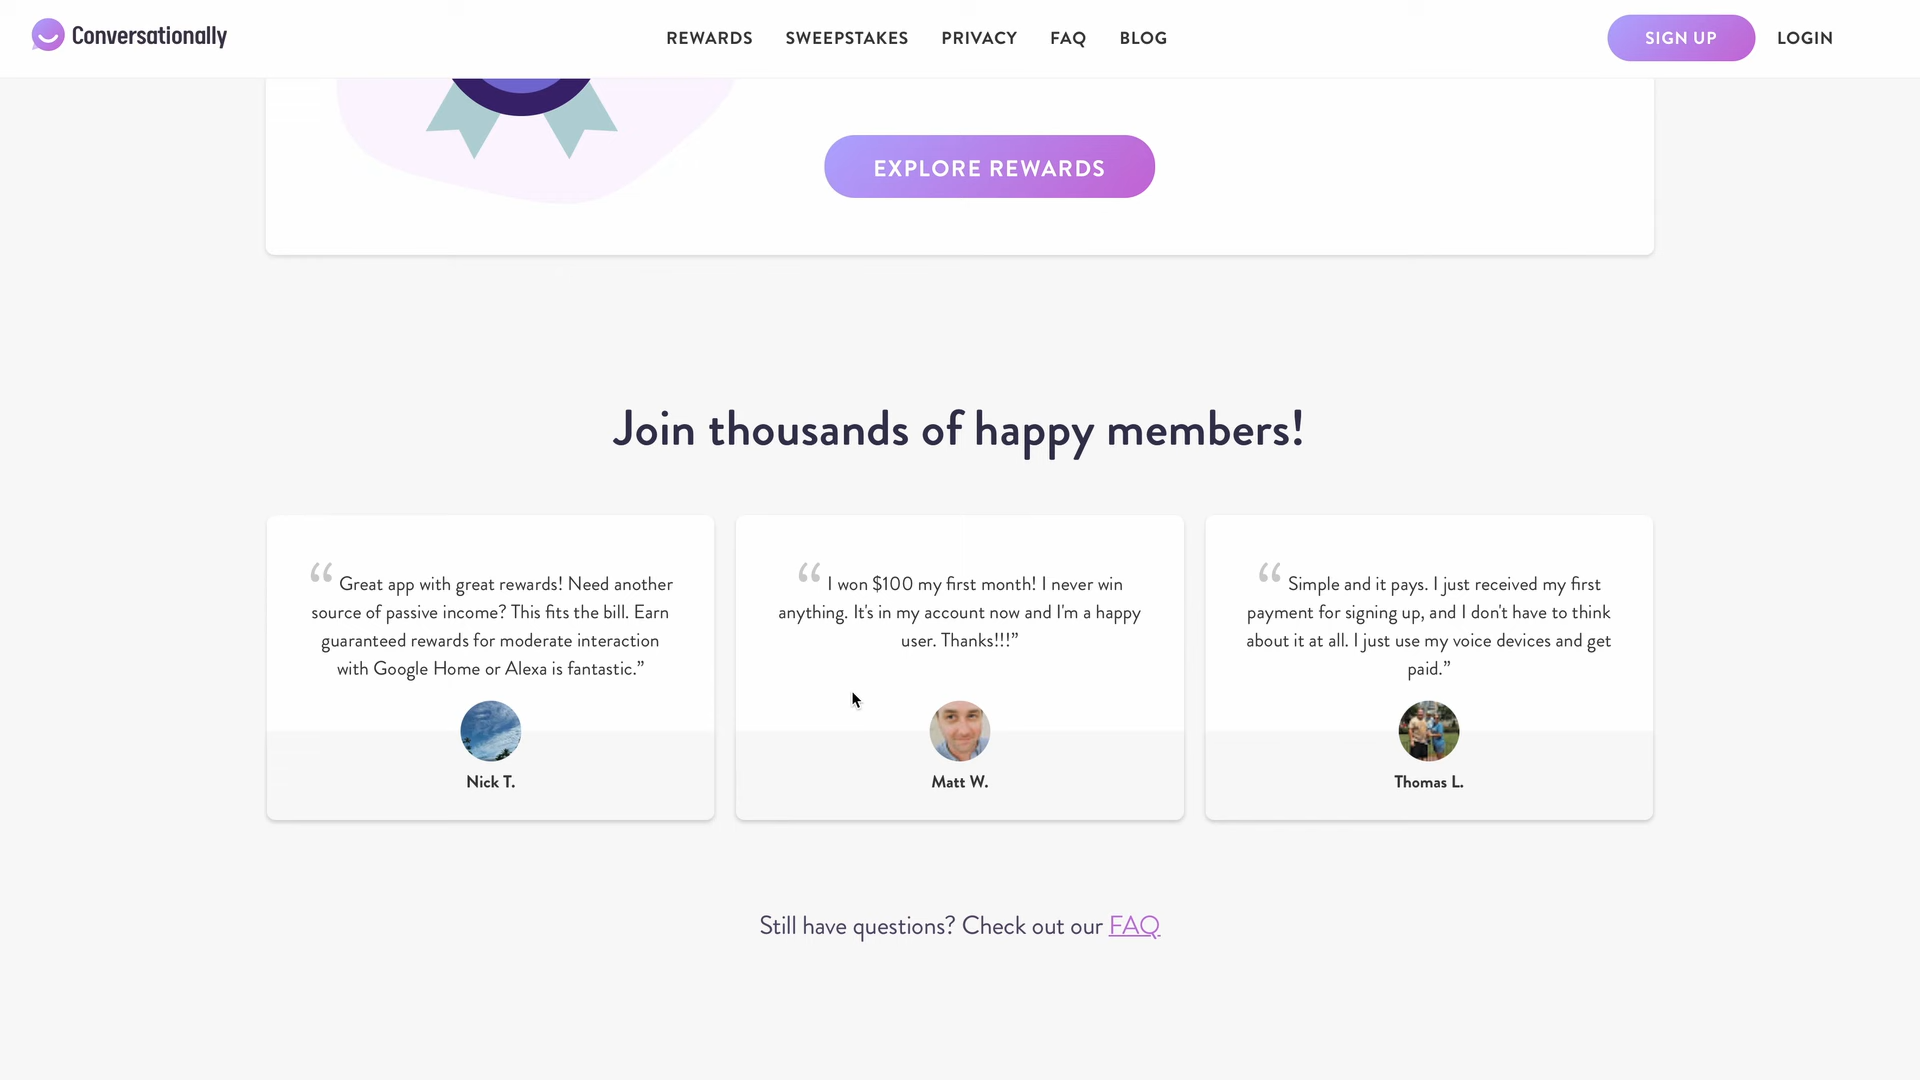 Conversationally
REWARDS
SWEEPSTAKES
PRIVACY
FAQ
BLOG
SIGN UP
LOGIN
EXPLORE REWARDS
Join thousands of happy members!
“ Great app with great rewards! Need another
source of passive income? This fits the bill. Earn
guaranteed rewards for moderate interaction
with Google Home or Alexa is fantastic.”
Nick T.
“ I won $100 my first month! I never win
anything. It's in my account now and I'm a happy
user. Thanks!!!”
Matt W.
“ Simple and it pays. I just received my first
payment for signing up, and I don't have to think
about it at all. I just use my voice devices and get
paid.”
Thomas L.
Still have questions? Check out our FAQ